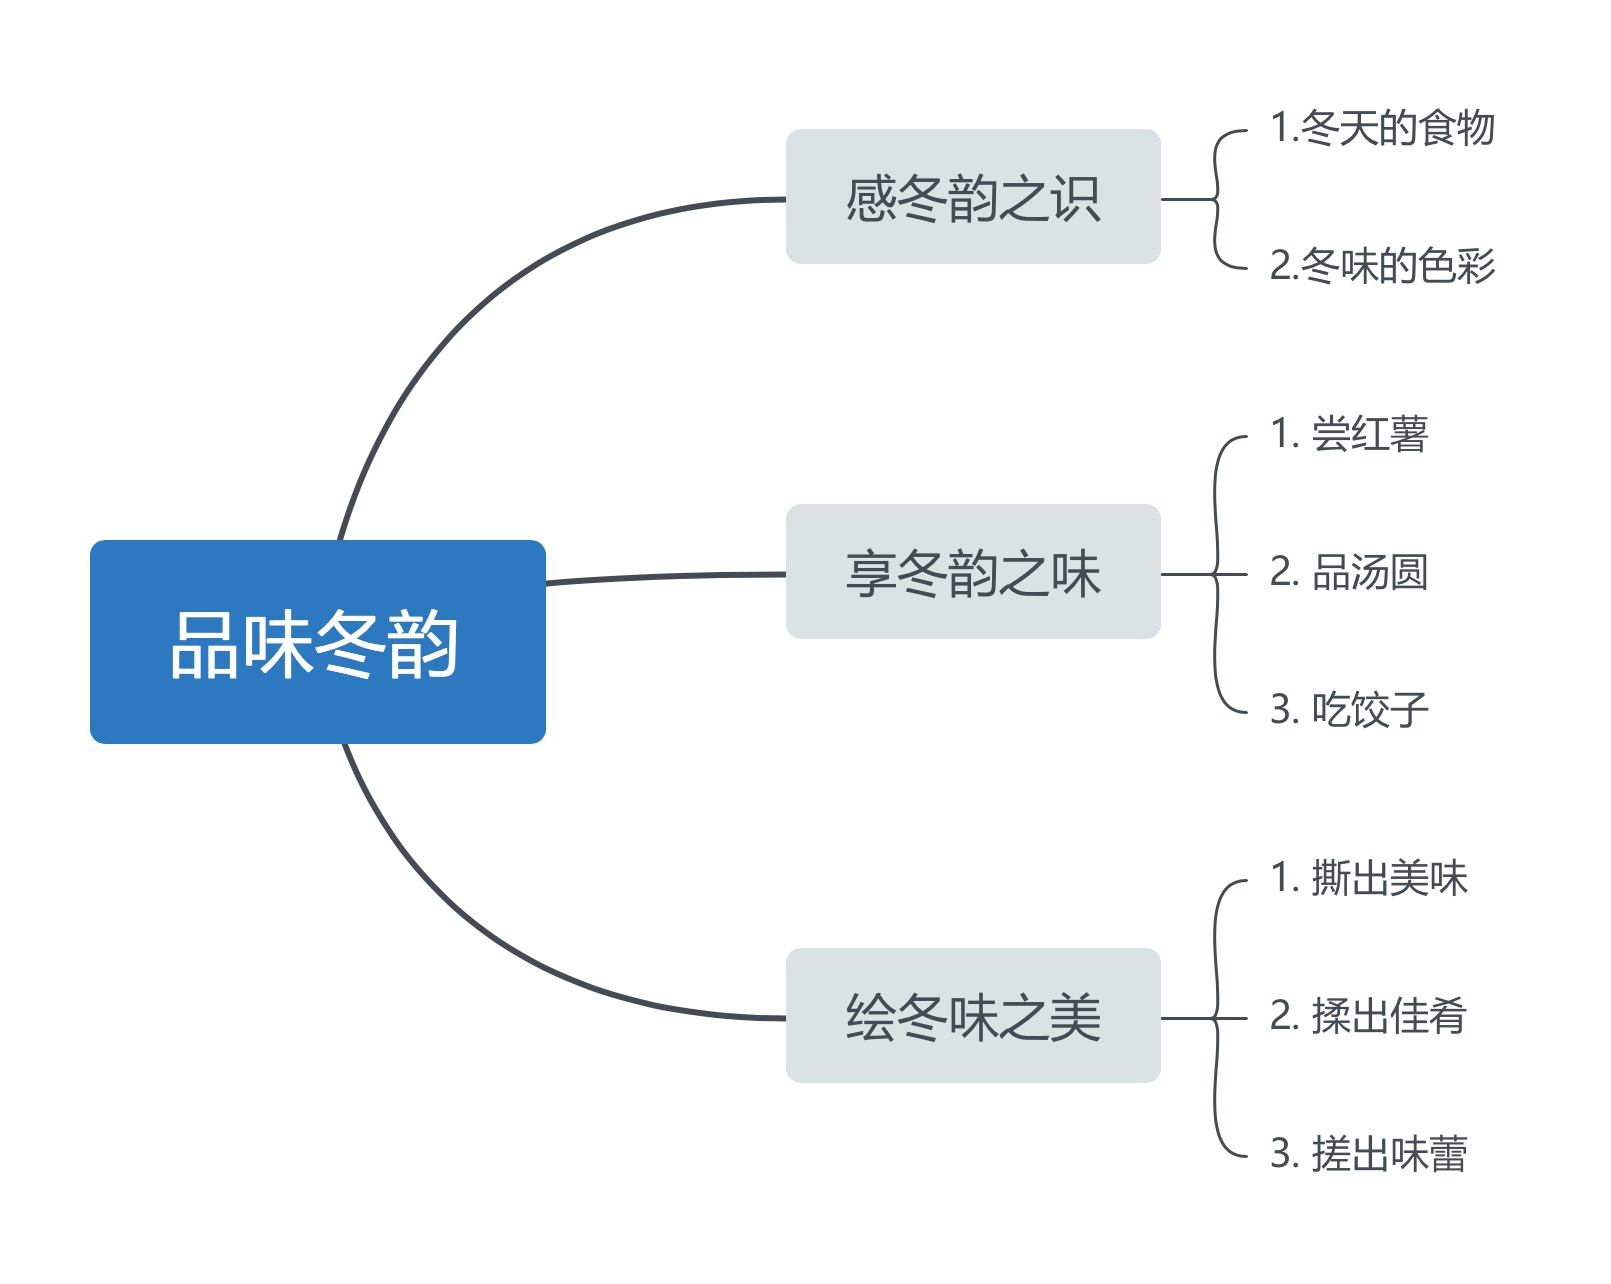 品味冬韵
感冬韵之识
1.冬天的食物
2.冬味的色彩
享冬韵之味
1. 尝红薯
2. 品汤圆
3. 吃饺子
绘冬味之美
1. 撕出美味
2. 揉出佳肴
3. 搓出味蕾